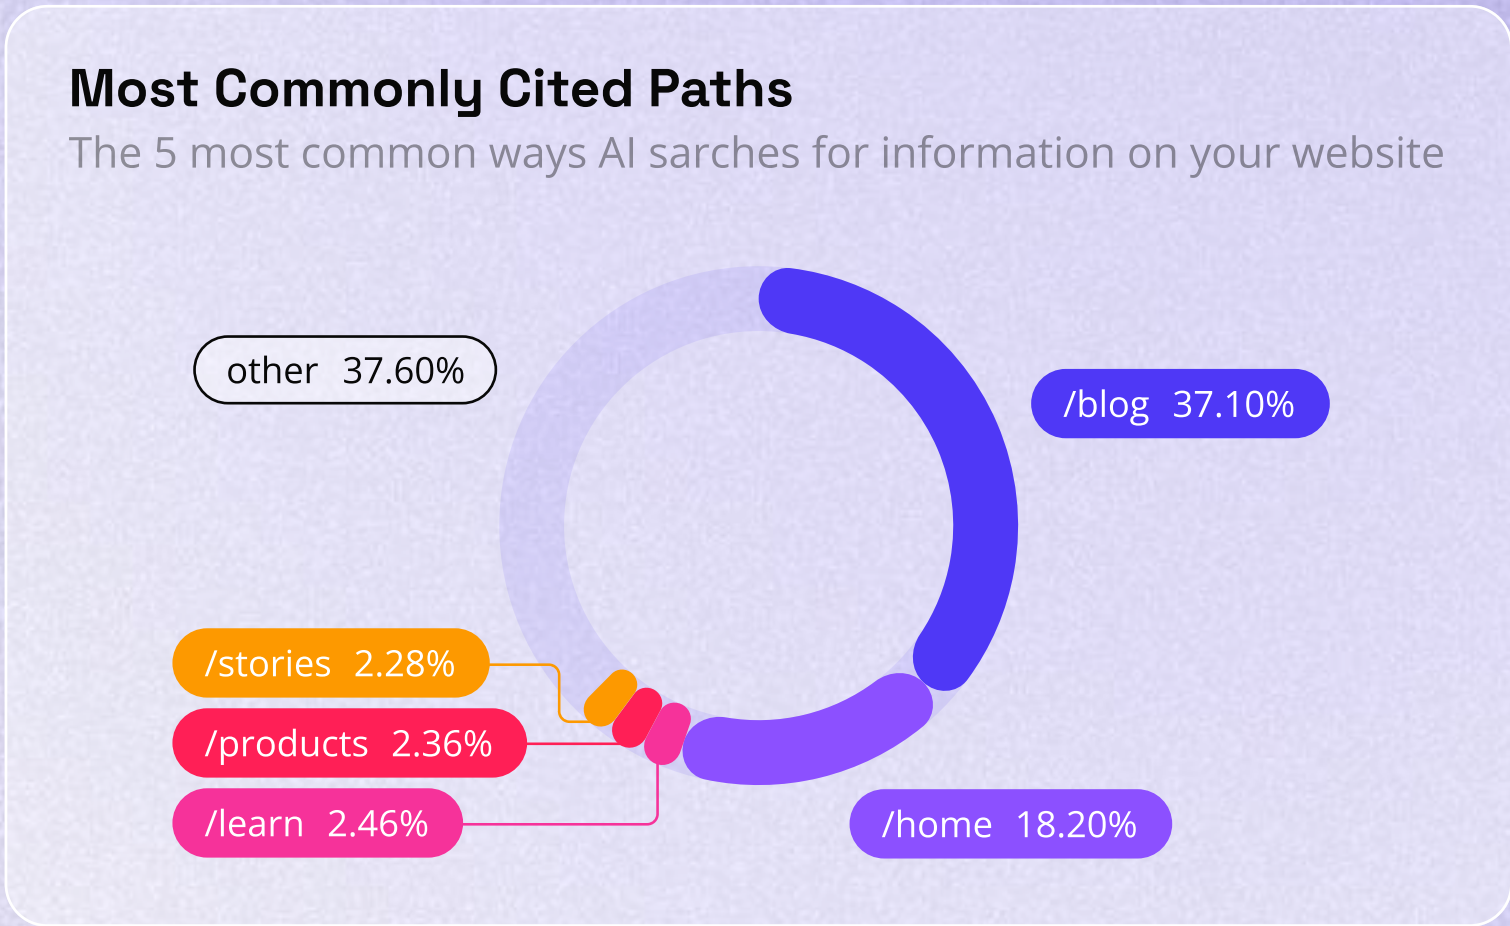 Most Commonly Cited Paths
The 5 most common ways AI sarches for information on your website
other 37.60%
/blog 37.10%
/stories 2.28%
/products 2.36%
/learn 2.46%
/home 18.20%